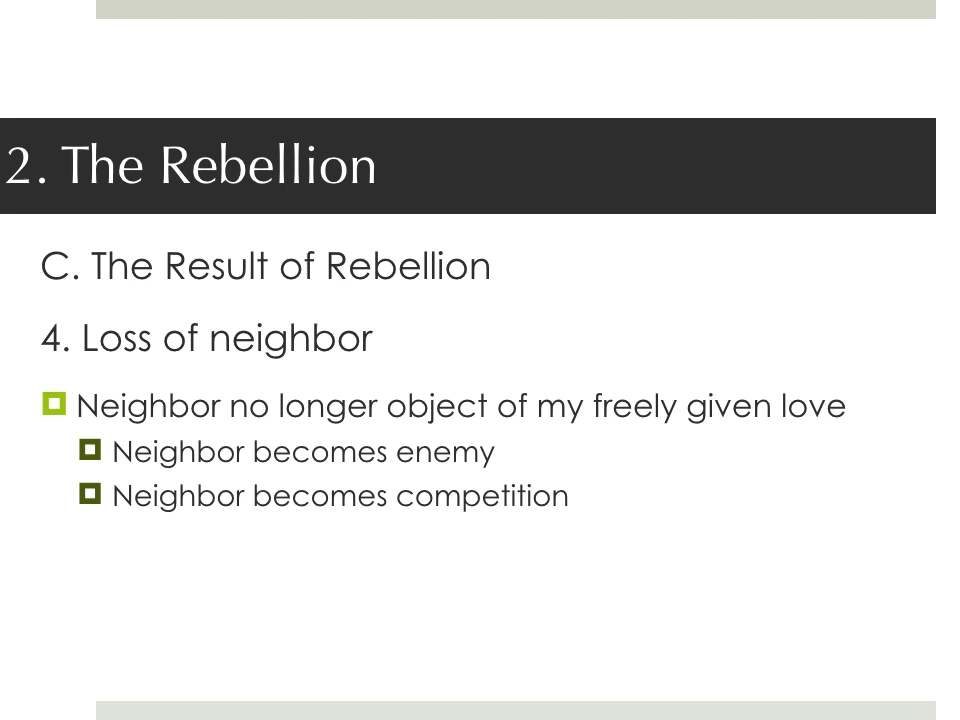 2. The Rebellion
C. The Result of Rebellion
4. Loss of neighbor
Neighbor no longer object of my freely given love
Neighbor becomes enemy
Neighbor becomes competition